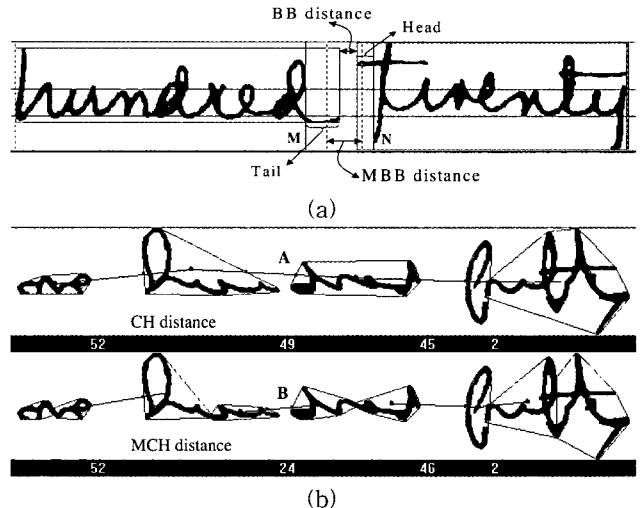 BB distance
Head
hundred twenty
M N
Tail
MBB distance
(a)
A
CH distance
52 49 45 2
B
MCH distance
52 24 46 2
(b)